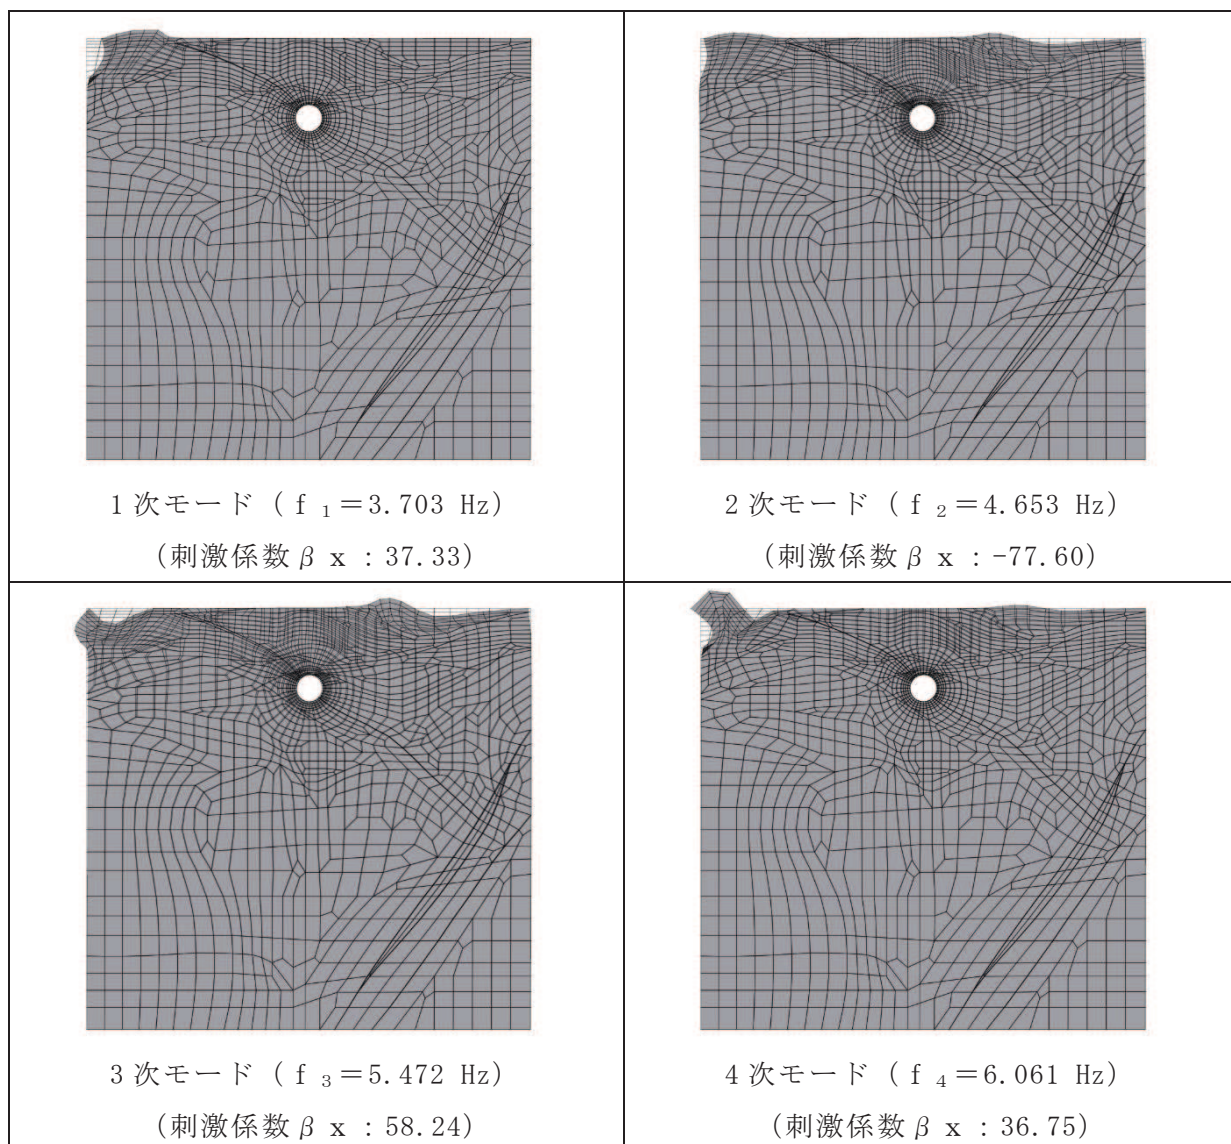 1次モード(f₁=3.703 Hz)
(刺激係数βx:37.33)
2次モード(f₂=4.653 Hz)
(刺激係数βx:-77.60)
3次モード(f₃=5.472 Hz)
(刺激係数βx:58.24)
4次モード(f₄=6.061 Hz)
(刺激係数βx:36.75)